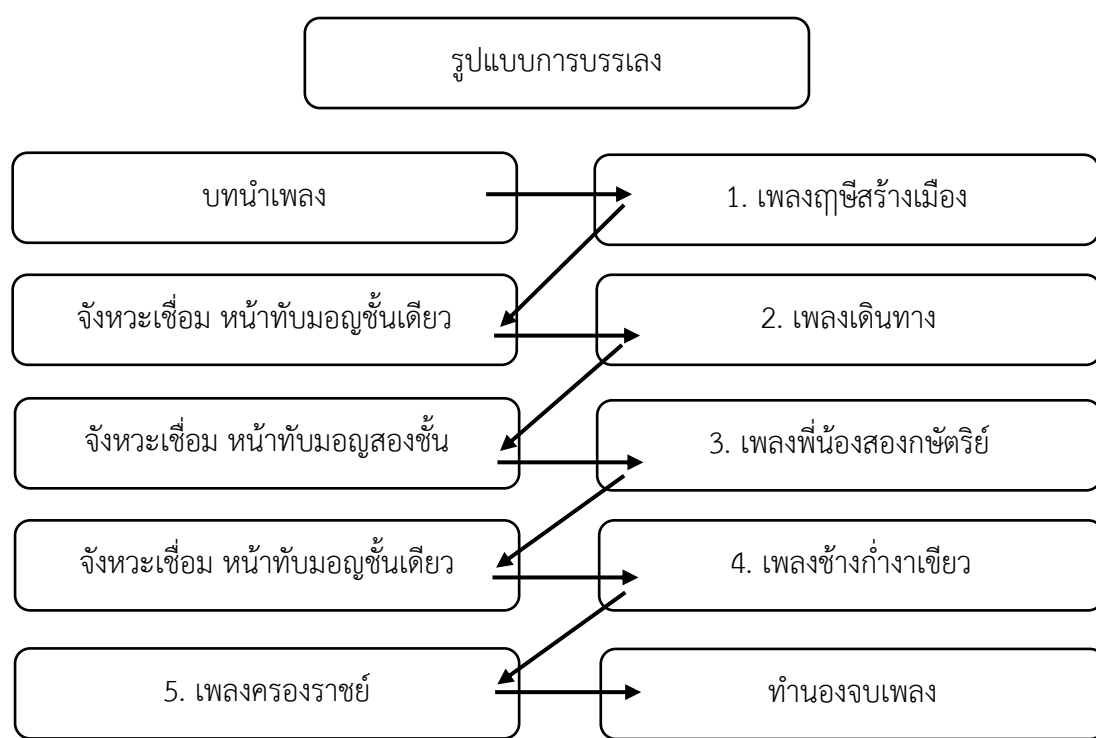 รูปแบบการบรรเลง
บทนำเพลง
1. เพลงฤๅษีสร้างเมือง
จังหวะเชื่อม หน้าทับมอญชั้นเดียว
2. เพลงเดินทาง
จังหวะเชื่อม หน้าทับมอญสองชั้น
3. เพลงพี่น้องสองกษัตริย์
จังหวะเชื่อม หน้าทับมอญชั้นเดียว
4. เพลงช้างก่ำงาเขียว
5. เพลงครองราชย์
ทำนองจบเพลง